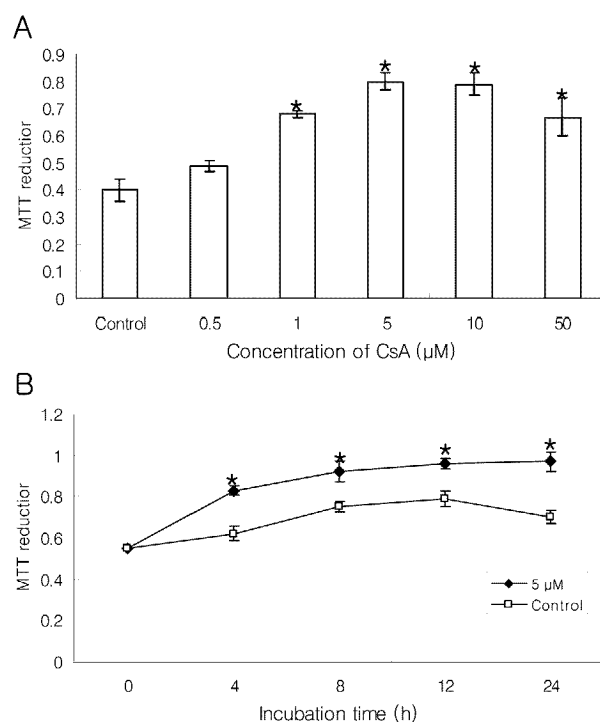 A
MTT reduction
0.9
0.8
0.7
0.6
0.5
0.4
0.3
0.2
0.1
0
Control 0.5 1 5 10 50
Concentration of CsA (μM)
B
MTT reduction
1.2
1
0.8
0.6
0.4
0.2
0
5 μM
Control
0 4 8 12 24
Incubation time (h)